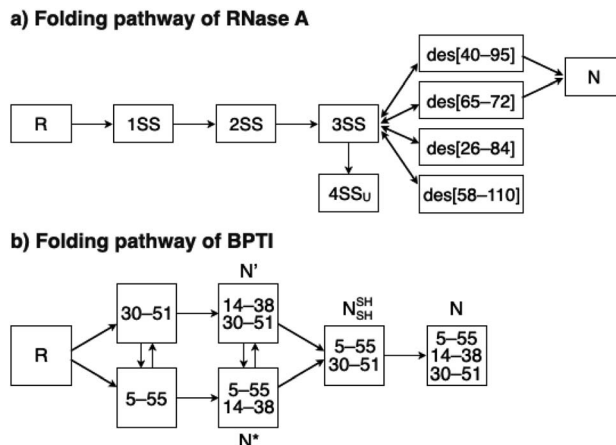 a) Folding pathway of RNase A
R
1SS
2SS
3SS
4SSU
des[40–95]
des[65–72]
des[26–84]
des[58–110]
N
b) Folding pathway of BPTI
R
30–51
5–55
N'
14–38
30–51
5–55
14–38
N*
N SH SH
5–55
30–51
N
5–55
14–38
30–51